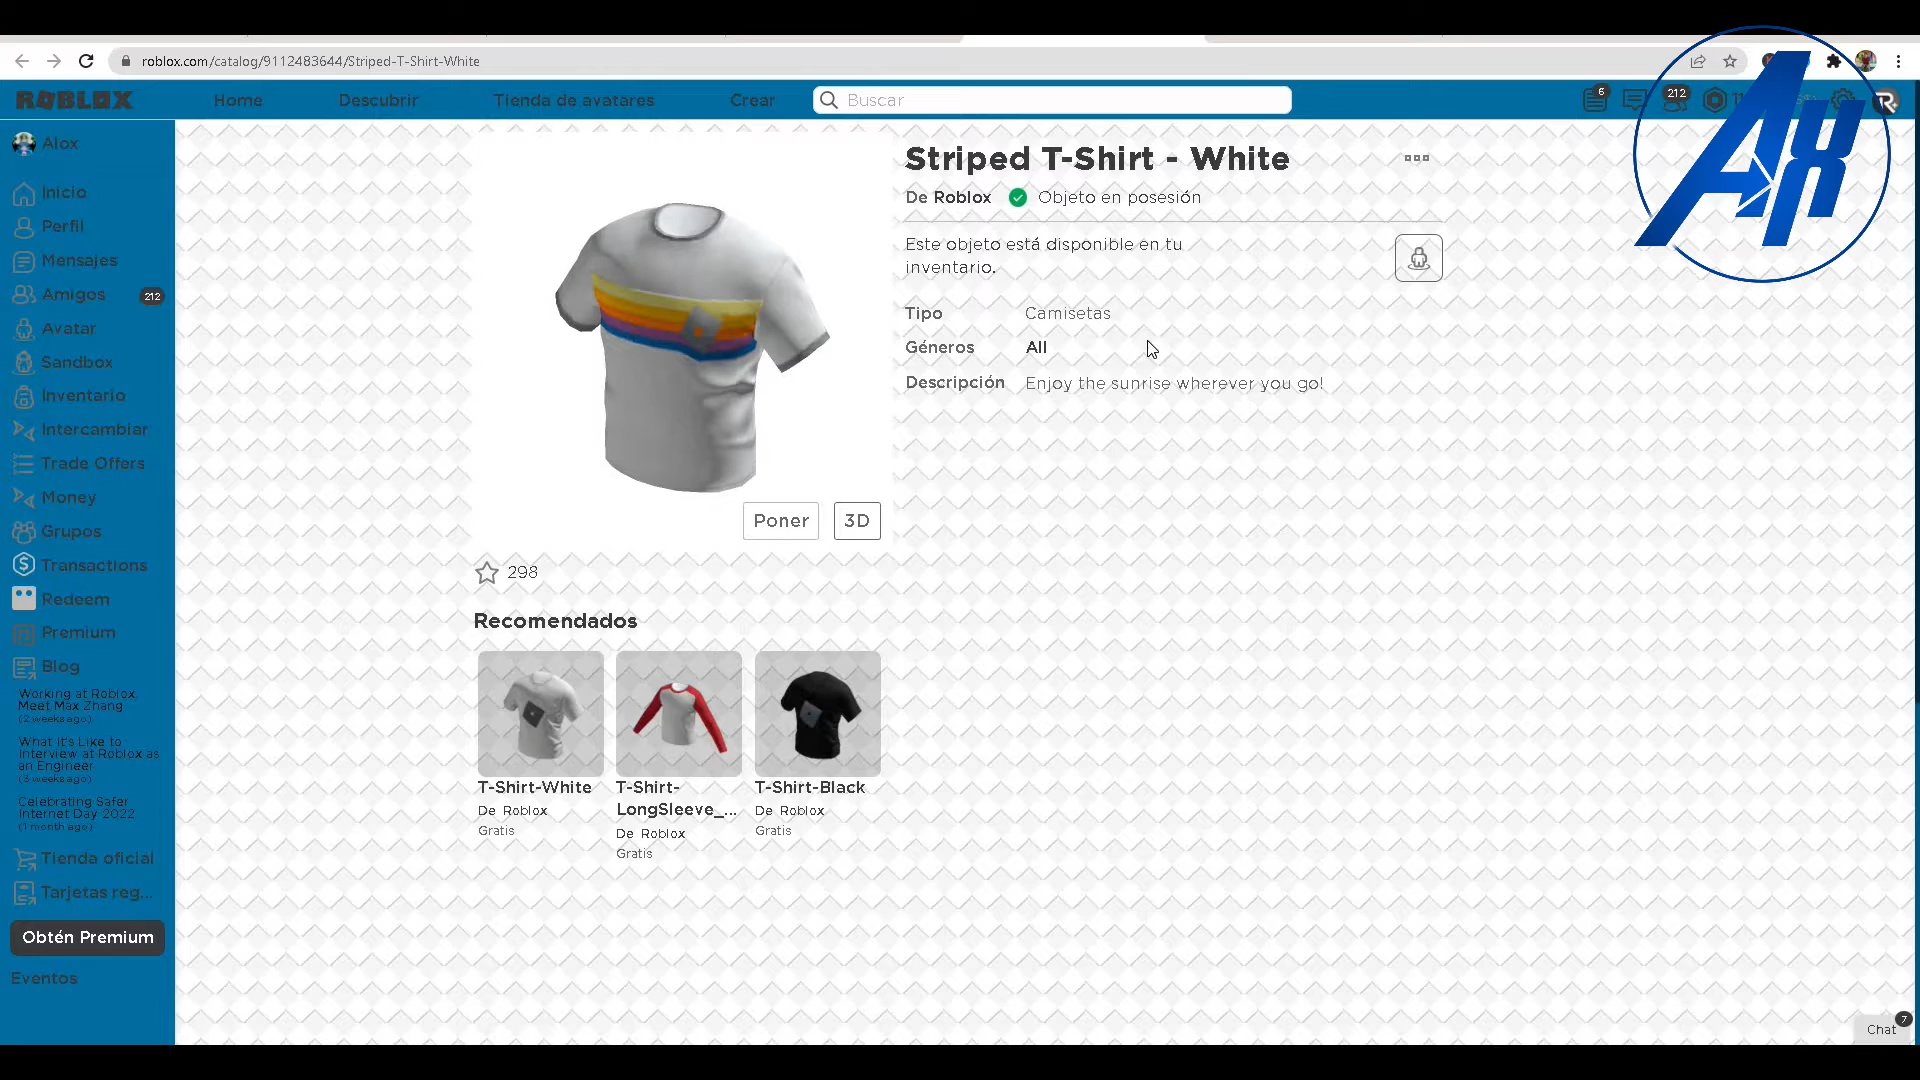 roblox.com/catalog/9112483644/Striped-T-Shirt-White
ROBLOX
Home
Descubrir
Tienda de avatares
Crear
Buscar
6
212
Alox
Inicio
Perfil
Mensajes
Amigos
212
Avatar
Sandbox
Inventario
Intercambiar
Trade Offers
Money
Grupos
Transactions
Redeem
Premium
Blog
Working at Roblox:
Meet Max Zhang
(2 weeks ago)
What It's Like to
Interview at Roblox as
an Engineer
(3 weeks ago)
Celebrating Safer
Internet Day 2022
(1 month ago)
Tienda oficial
Tarjetas reg...
Obtén Premium
Eventos
Striped T-Shirt - White
De Roblox
Objeto en posesión
Este objeto está disponible en tu
inventario.
Tipo
Camisetas
Géneros
All
Descripción
Enjoy the sunrise wherever you go!
Poner
3D
298
Recomendados
T-Shirt-White
De Roblox
Gratis
T-Shirt-
LongSleeve_...
De Roblox
Gratis
T-Shirt-Black
De Roblox
Gratis
Chat
7